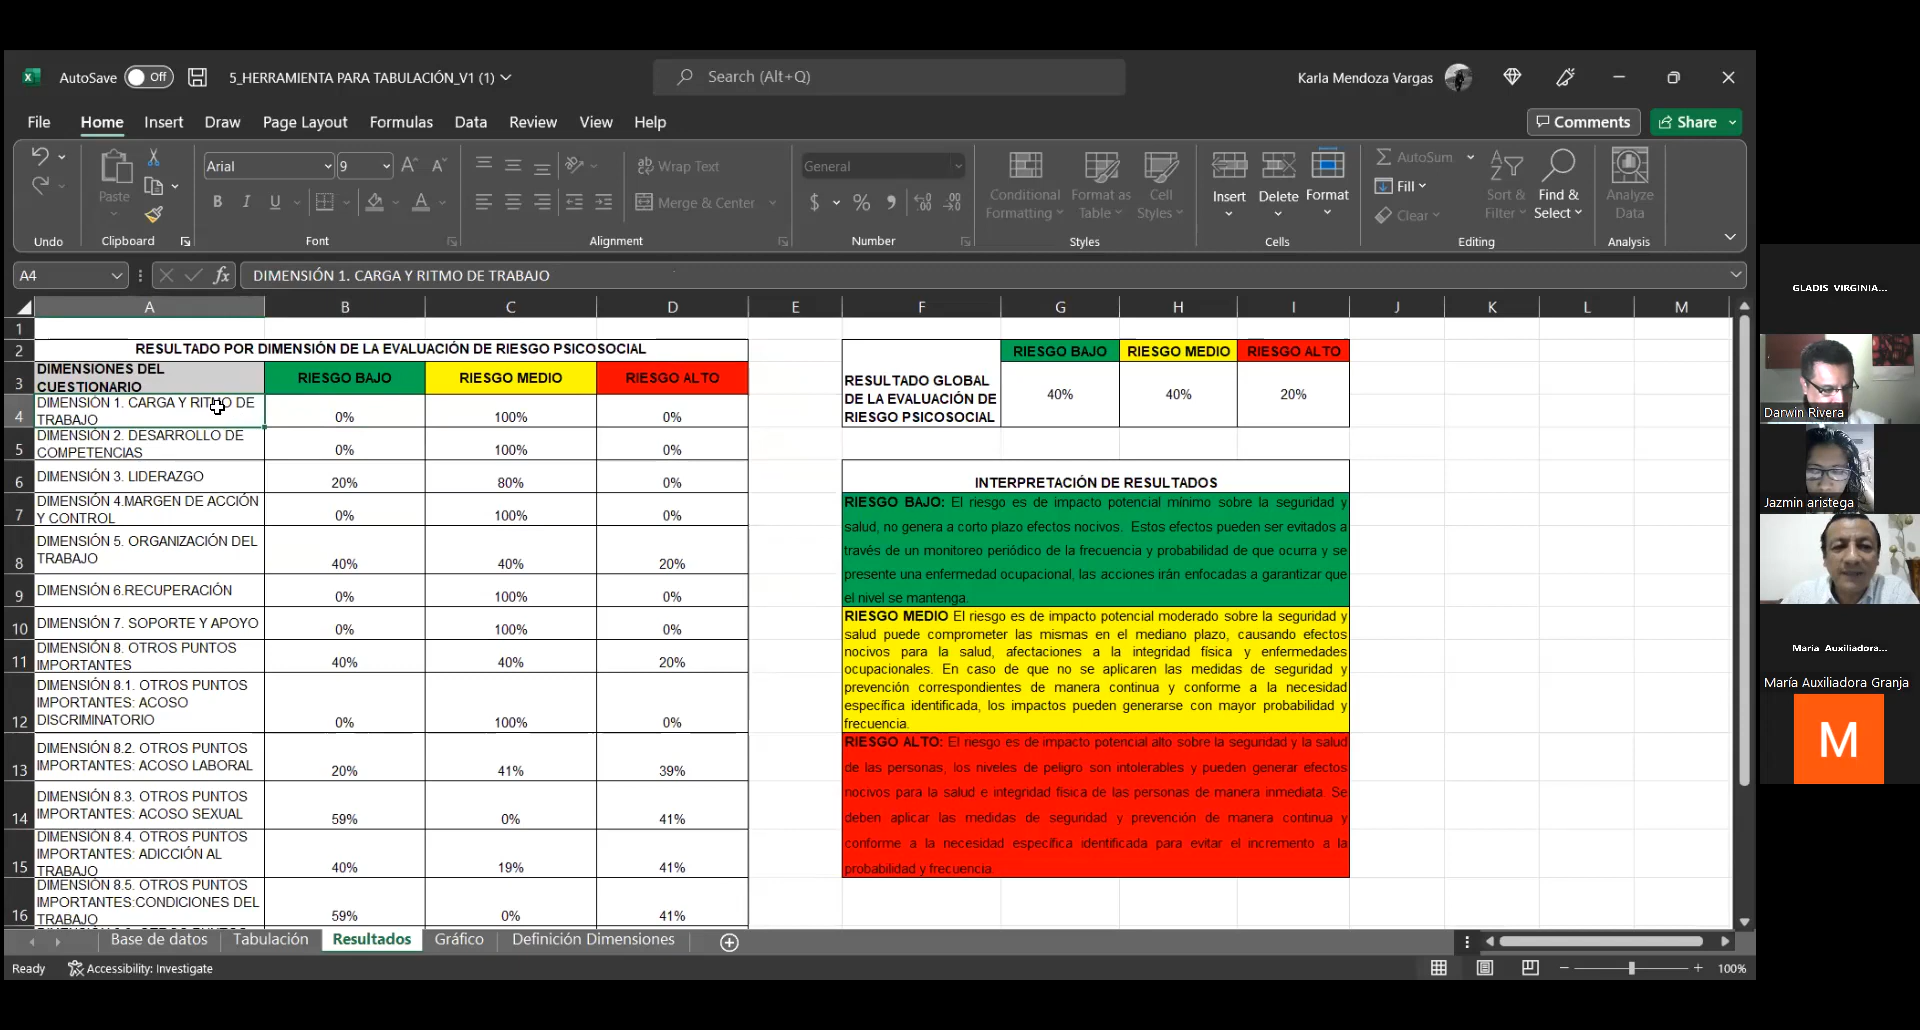 AutoSave Off 5_HERRAMIENTA PARA TABULACIÓN_V1 (1) Search (Alt+Q) Karla Mendoza Vargas
File Home Insert Draw Page Layout Formulas Data Review View Help Comments Share
Arial 9 Wrap Text General AutoSum
Paste Fill
B I U Merge & Center $ % Conditional Formatting Format as Table Cell Styles Insert Delete Format Clear Sort & Filter Find & Select Analyze Data
Undo Clipboard Font Alignment Number Styles Cells Editing Analysis
A4 fx DIMENSIÓN 1. CARGA Y RITMO DE TRABAJO
A B C D E F G H I J K L M
1
2 RESULTADO POR DIMENSIÓN DE LA EVALUACIÓN DE RIESGO PSICOSOCIAL
3 DIMENSIONES DEL
CUESTIONARIO RIESGO BAJO RIESGO MEDIO RIESGO ALTO
4 DIMENSIÓN 1. CARGA Y RITMO DE
TRABAJO 0% 100% 0%
5 DIMENSIÓN 2. DESARROLLO DE
COMPETENCIAS 0% 100% 0%
6 DIMENSIÓN 3. LIDERAZGO 20% 80% 0%
7 DIMENSIÓN 4.MARGEN DE ACCIÓN
Y CONTROL 0% 100% 0%
8 DIMENSIÓN 5. ORGANIZACIÓN DEL
TRABAJO 40% 40% 20%
9 DIMENSIÓN 6.RECUPERACIÓN 0% 100% 0%
10 DIMENSIÓN 7. SOPORTE Y APOYO 0% 100% 0%
11 DIMENSIÓN 8. OTROS PUNTOS
IMPORTANTES 40% 40% 20%
12 DIMENSIÓN 8.1. OTROS PUNTOS
IMPORTANTES: ACOSO
DISCRIMINATORIO 0% 100% 0%
13 DIMENSIÓN 8.2. OTROS PUNTOS
IMPORTANTES: ACOSO LABORAL 20% 41% 39%
14 DIMENSIÓN 8.3. OTROS PUNTOS
IMPORTANTES: ACOSO SEXUAL 59% 0% 41%
15 DIMENSIÓN 8.4. OTROS PUNTOS
IMPORTANTES: ADICCIÓN AL
TRABAJO 40% 19% 41%
16 DIMENSIÓN 8.5. OTROS PUNTOS
IMPORTANTES:CONDICIONES DEL
TRABAJO 59% 0% 41%
RIESGO BAJO RIESGO MEDIO RIESGO ALTO
RESULTADO GLOBAL
DE LA EVALUACIÓN DE
RIESGO PSICOSOCIAL
40% 40% 20%
INTERPRETACIÓN DE RESULTADOS
RIESGO BAJO: El riesgo es de impacto potencial mínimo sobre la seguridad y
salud, no genera a corto plazo efectos nocivos. Estos efectos pueden ser evitados a
través de un monitoreo periódico de la frecuencia y probabilidad de que ocurra y se
presente una enfermedad ocupacional, las acciones irán enfocadas a garantizar que
el nivel se mantenga.
RIESGO MEDIO El riesgo es de impacto potencial moderado sobre la seguridad y
salud puede comprometer las mismas en el mediano plazo, causando efectos
nocivos para la salud, afectaciones a la integridad física y enfermedades
ocupacionales. En caso de que no se aplicaren las medidas de seguridad y
prevención correspondientes de manera continua y conforme a la necesidad
específica identificada, los impactos pueden generarse con mayor probabilidad y
frecuencia.
RIESGO ALTO: El riesgo es de impacto potencial alto sobre la seguridad y la salud
de las personas, los niveles de peligro son intolerables y pueden generar efectos
nocivos para la salud e integridad física de las personas de manera inmediata. Se
deben aplicar las medidas de seguridad y prevención de manera continua y
conforme a la necesidad específica identificada para evitar el incremento a la
probabilidad y frecuencia.
Base de datos Tabulación Resultados Gráfico Definición Dimensiones
Ready Accessibility: Investigate 100%
GLADIS VIRGINIA...
Darwin Rivera
Jazmin aristega
Maria Auxiliadora...
María Auxiliadora Granja
M